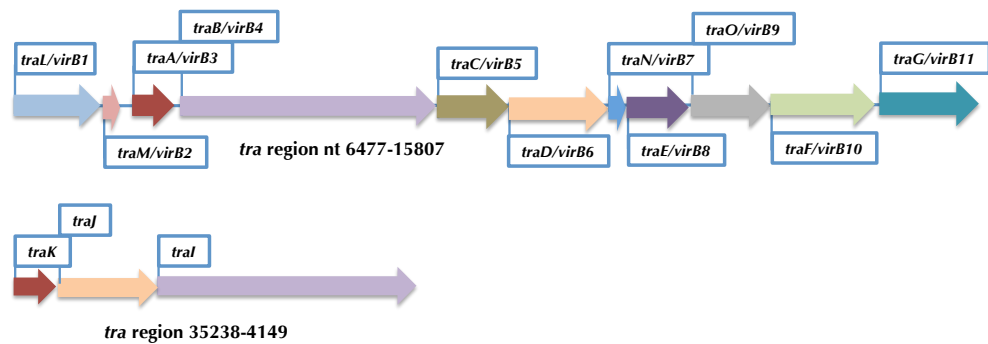 traB/virB4
traO/virB9
traL/virB1
traA/virB3
traC/virB5
traN/virB7
traG/virB11
traM/virB2
tra region nt 6477-15807
traD/virB6
traE/virB8
traF/virB10
traJ
traK
traI
tra region 35238-4149